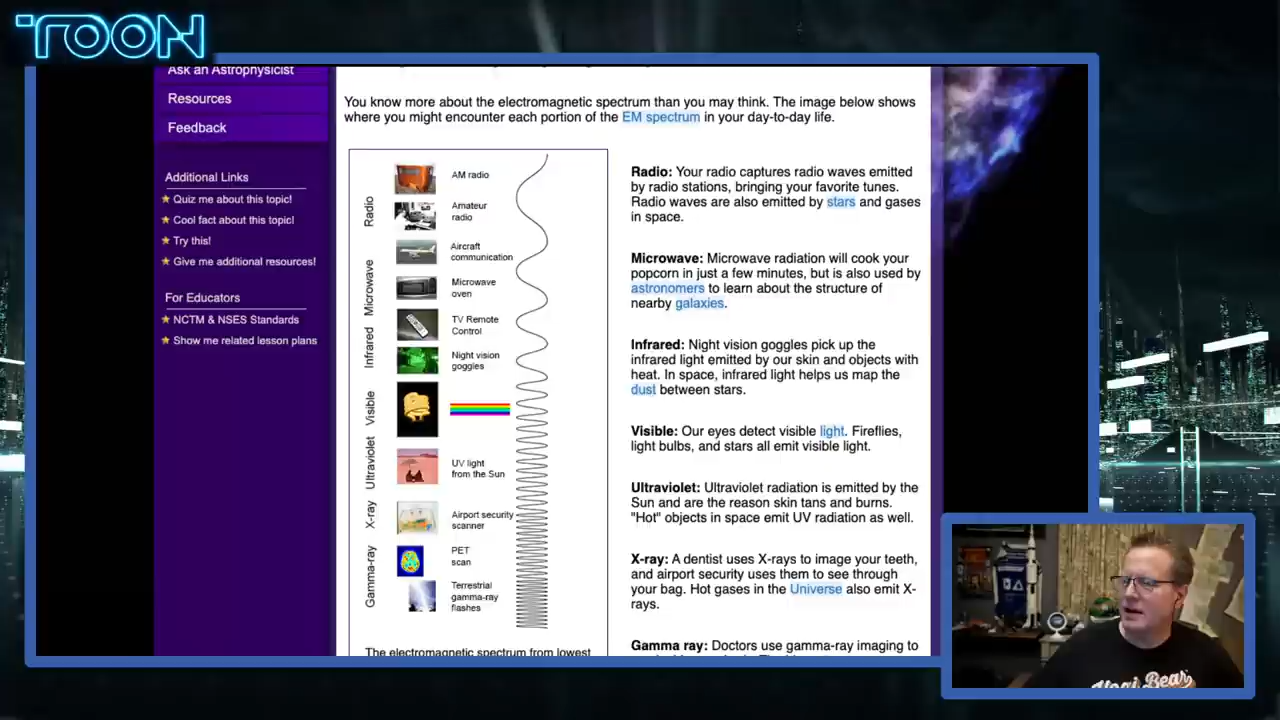 TOON
Ask an Astrophysicist
Resources
Feedback
Additional Links
Quiz me about this topic!
Cool fact about this topic!
Try this!
Give me additional resources!
For Educators
NCTM & NSES Standards
Show me related lesson plans
You know more about the electromagnetic spectrum than you may think. The image below shows
where you might encounter each portion of the EM spectrum in your day-to-day life.
Radio
Microwave
Infrared
Visible
Ultraviolet
X-ray
Gamma-ray
AM radio
Amateur
radio
Aircraft
communication
Microwave
oven
TV Remote
Control
Night vision
goggles
UV light
from the Sun
Airport security
scanner
PET
scan
Terrestrial
gamma-ray
flashes
The electromagnetic spectrum from lowest
Radio: Your radio captures radio waves emitted
by radio stations, bringing your favorite tunes.
Radio waves are also emitted by stars and gases
in space.
Microwave: Microwave radiation will cook your
popcorn in just a few minutes, but is also used by
astronomers to learn about the structure of
nearby galaxies.
Infrared: Night vision goggles pick up the
infrared light emitted by our skin and objects with
heat. In space, infrared light helps us map the
dust between stars.
Visible: Our eyes detect visible light. Fireflies,
light bulbs, and stars all emit visible light.
Ultraviolet: Ultraviolet radiation is emitted by the
Sun and are the reason skin tans and burns.
"Hot" objects in space emit UV radiation as well.
X-ray: A dentist uses X-rays to image your teeth,
and airport security uses them to see through
your bag. Hot gases in the Universe also emit X-
rays.
Gamma ray: Doctors use gamma-ray imaging to
Bear